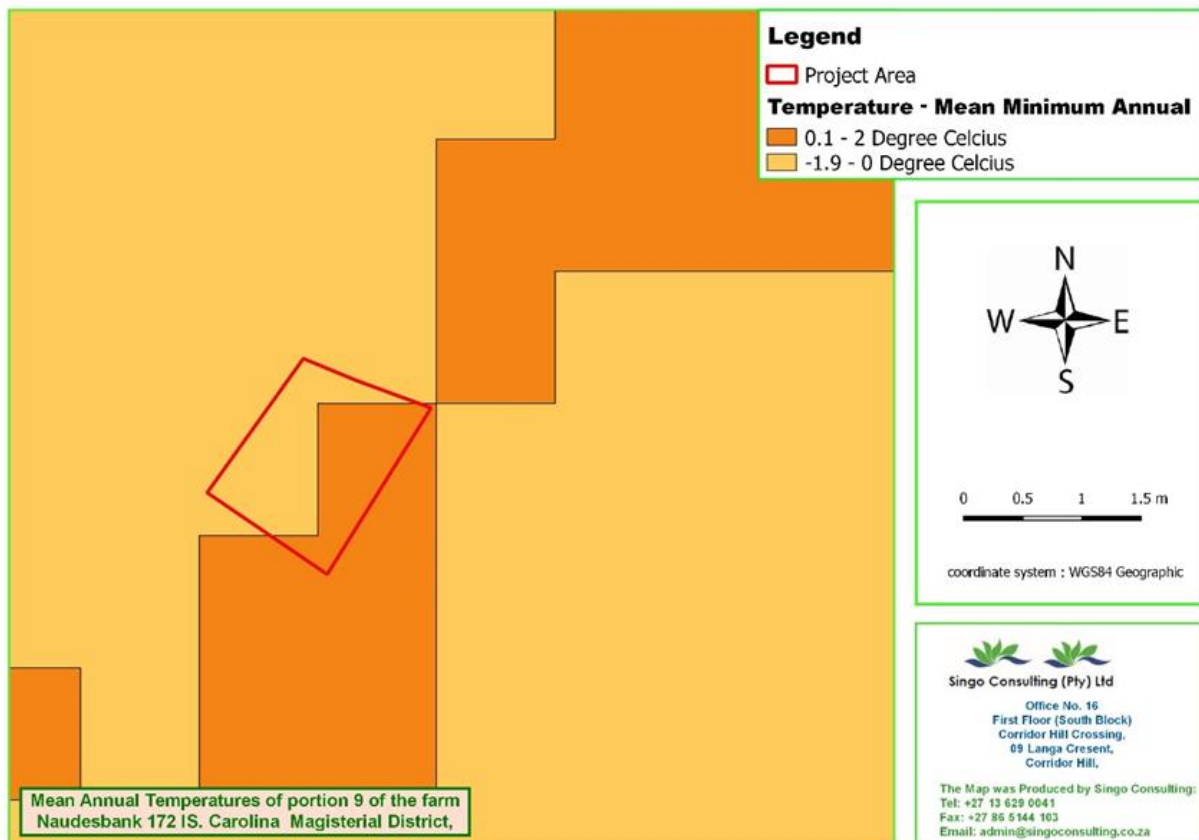 Legend
Project Area
Temperature - Mean Minimum Annual
0.1 - 2 Degree Celcius
-1.9 - 0 Degree Celcius
N
W E
S
0 0.5 1 1.5 m
coordinate system : WGS84 Geographic
Singo Consulting (Pty) Ltd
Office No. 16
First Floor (South Block)
Corridor Hill Crossing,
09 Langa Cresent,
Corridor Hill,
The Map was Produced by Singo Consulting:
Tel: +27 13 629 0041
Fax: +27 86 5144 103
Email: admin@singoconsulting.co.za
Mean Annual Temperatures of portion 9 of the farm
Naudesbank 172 IS. Carolina Magisterial District,